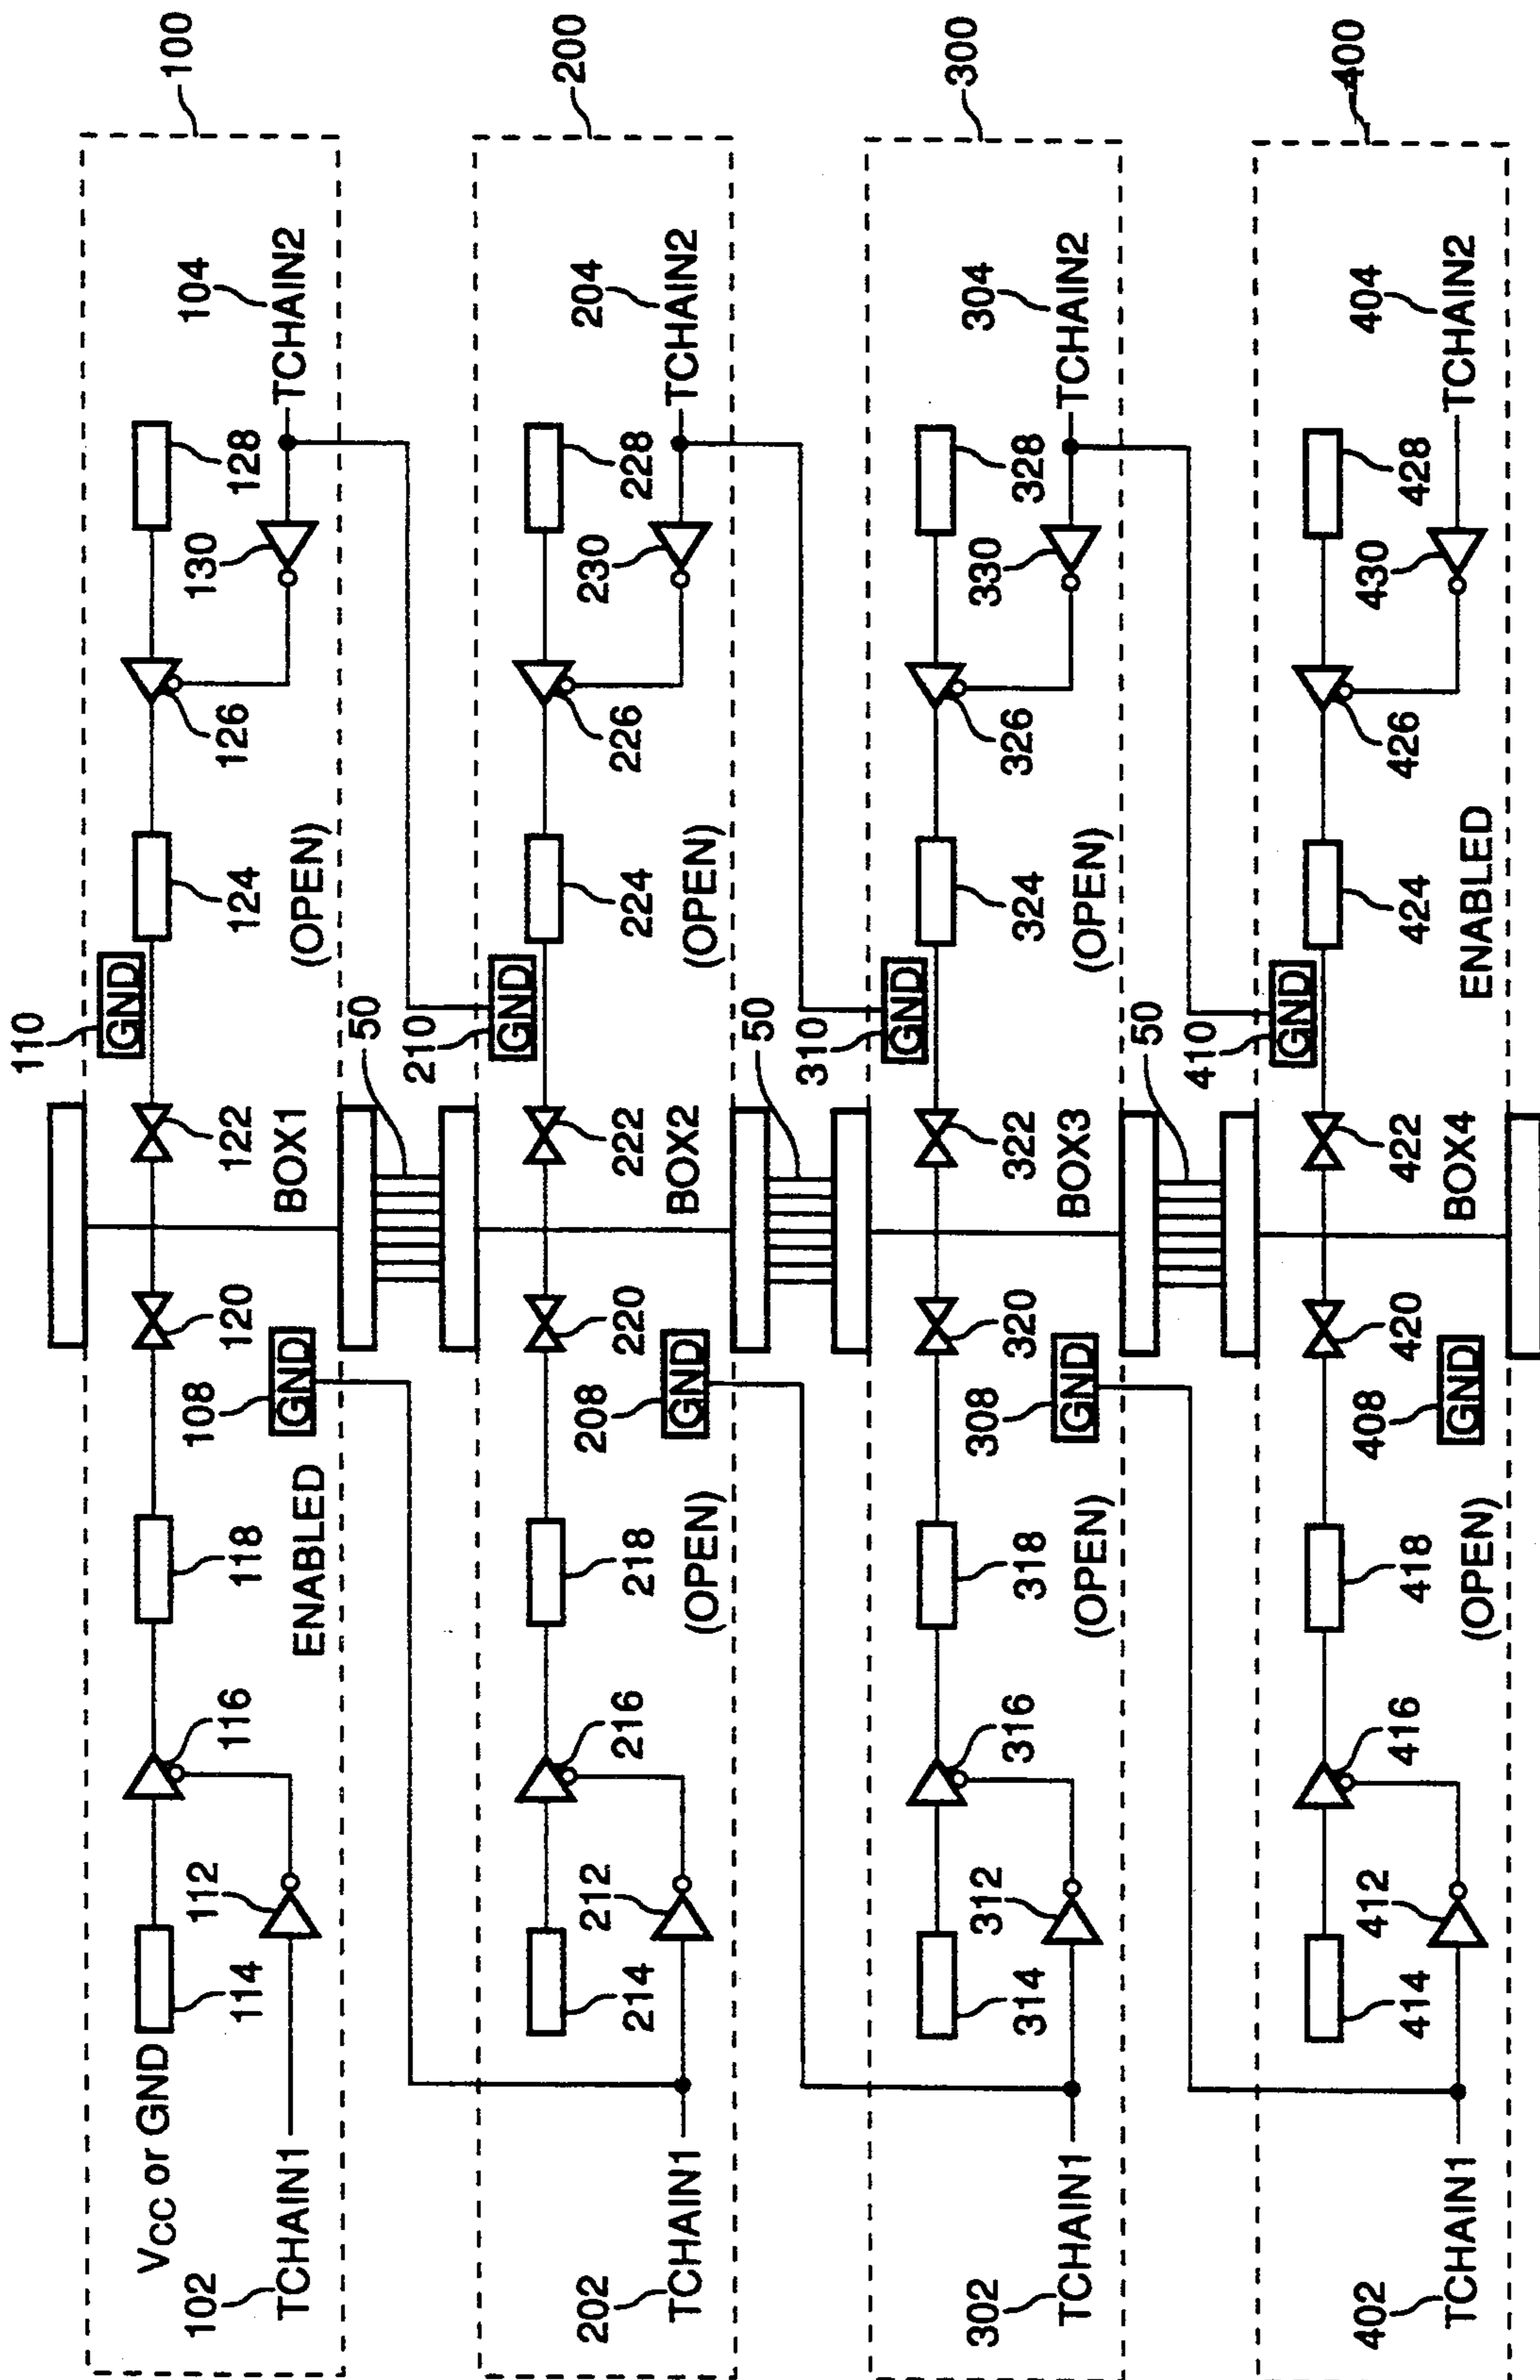 100
110
104
TCHAIN2
128
130
126
124
(OPEN)
GND
122
BOX1
120
108
GND
118
ENABLED
116
112
114
VCC or GND
102
TCHAIN1
50
200
210
204
TCHAIN2
228
230
226
224
(OPEN)
GND
222
BOX2
220
208
GND
218
(OPEN)
216
212
214
202
TCHAIN1
50
300
310
304
TCHAIN2
328
330
326
324
(OPEN)
GND
322
BOX3
320
308
GND
318
(OPEN)
316
312
314
302
TCHAIN1
50
400
410
404
TCHAIN2
428
430
426
424
ENABLED
GND
422
BOX4
420
408
GND
418
(OPEN)
416
412
414
402
TCHAIN1